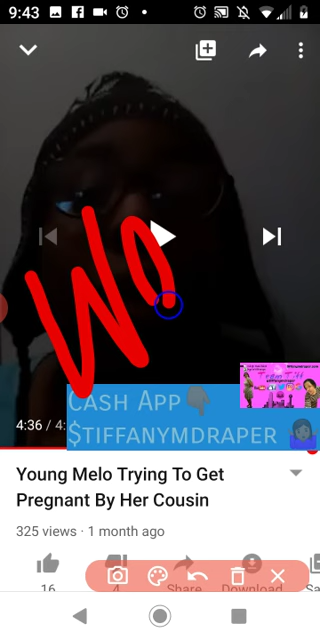 9:43
Wo
Cash App👇🏿
$tiffanymdraper 🤷🏿‍♀️
4:36 / 4:
Young Melo Trying To Get
Pregnant By Her Cousin
325 views · 1 month ago
16
4
Share
Download
Sa